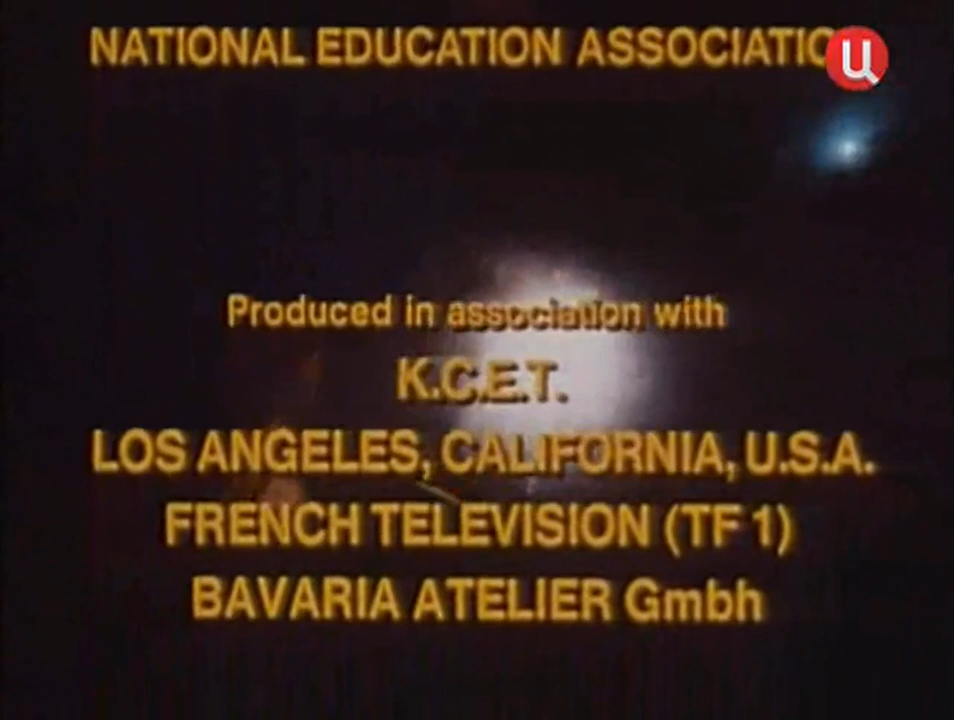 NATIONAL EDUCATION ASSOCIATIO
Ц
Produced in association with
K.C.E.T.
LOS ANGELES, CALIFORNIA, U.S.A.
FRENCH TELEVISION (TF 1)
BAVARIA ATELIER Gmbh